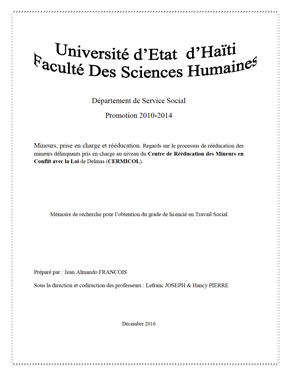 Université d'Etat d'Haïti
Faculté Des Sciences Humaines
Département de Service Social
Promotion 2010-2014
Mineurs, prise en charge et rééducation. Regards sur le processus de rééducation des
mineurs délinquants pris en charge au niveau du Centre de Rééducation des Mineurs en
Conflit avec la Loi de Delmas (CERMICOL).
Mémoire de recherche pour l'obtention du grade de licencié en Travail Social
Préparé par : Jean Almando FRANCOIS
Sous la direction et codirection des professeurs : Lefranc JOSEPH & Hancy PIERRE
Décembre 2016